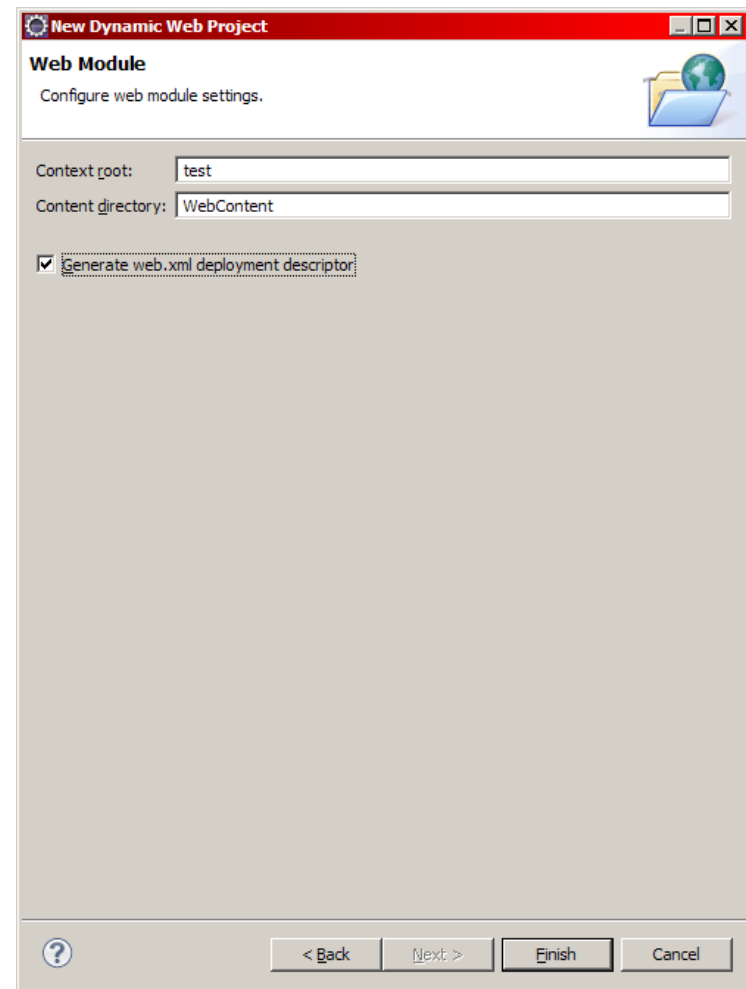 New Dynamic Web Project
Web Module
Configure web module settings.
Context root: test
Content directory: WebContent
Generate web.xml deployment descriptor
? < Back Next > Finish Cancel